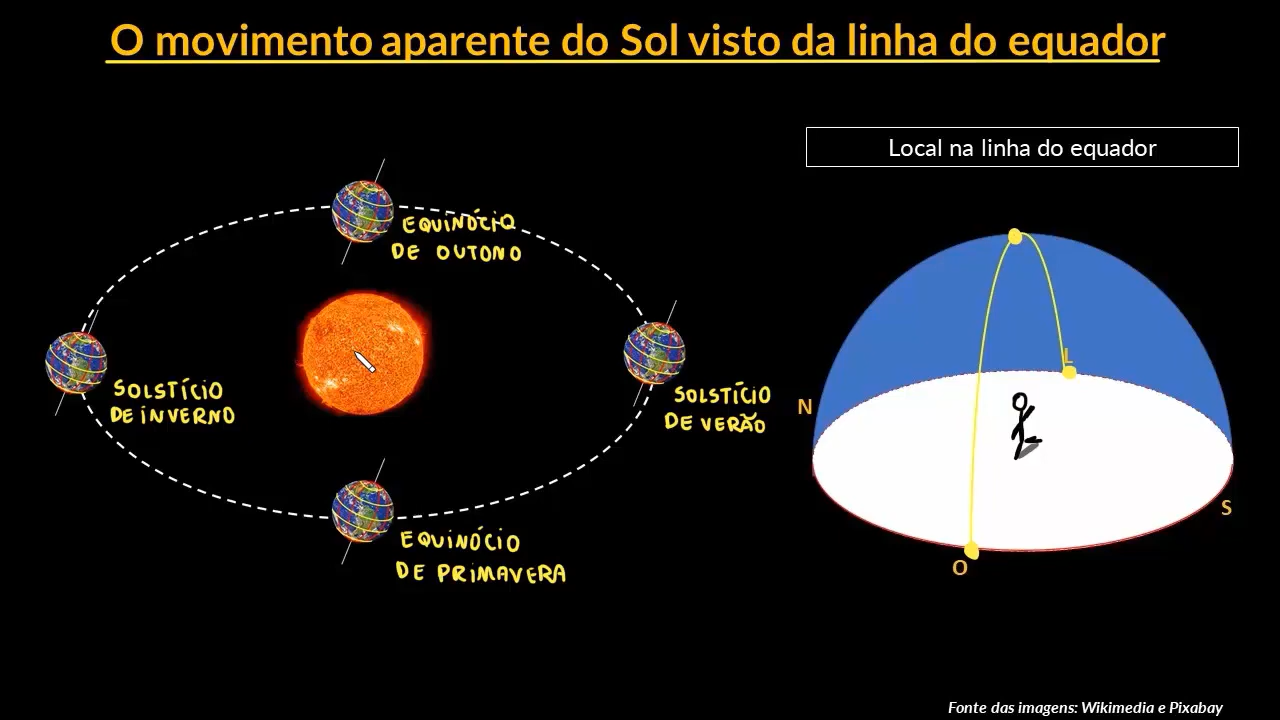 O movimento aparente do Sol visto da linha do equador
Local na linha do equador
EQUINÓCIO
DE OUTONO
SOLSTÍCIO
DE INVERNO
SOLSTÍCIO
DE VERÃO
EQUINÓCIO
DE PRIMAVERA
L
N
S
O
Fonte das imagens: Wikimedia e Pixabay